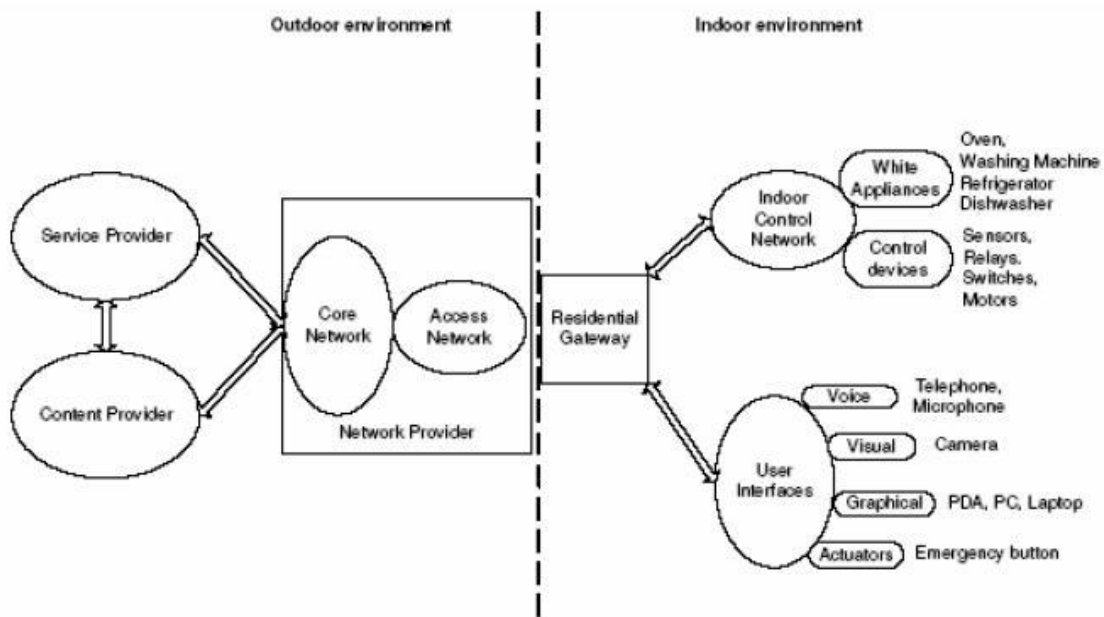 Outdoor environment
Indoor environment
Service Provider
Content Provider
Core
Network
Access
Network
Network Provider
Residential
Gateway
Indoor
Control
Network
White
Appliances
Oven,
Washing Machine
Refrigerator
Dishwasher
Control
devices
Sensors,
Relays,
Switches,
Motors
User
Interfaces
Voice
Telephone,
Microphone
Visual
Camera
Graphical
PDA, PC, Laptop
Actuators
Emergency button